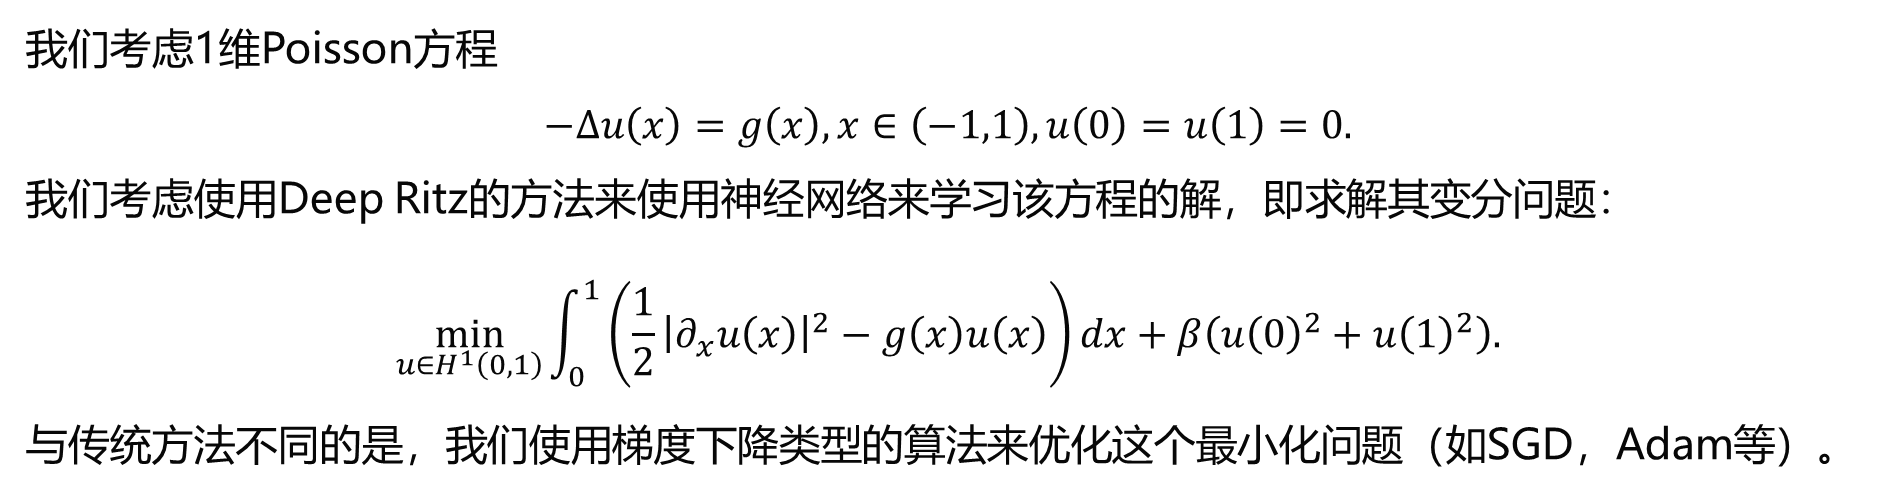 我们考虑1维Poisson方程
−Δu(x) = g(x), x ∈ (−1,1), u(0) = u(1) = 0.
我们考虑使用Deep Ritz的方法来使用神经网络来学习该方程的解，即求解其变分问题：
min_{u∈H^1(0,1)} ∫_0^1 (1/2 |∂_x u(x)|^2 − g(x)u(x)) dx + β(u(0)^2 + u(1)^2).
与传统方法不同的是，我们使用梯度下降类型的算法来优化这个最小化问题（如SGD，Adam等）。